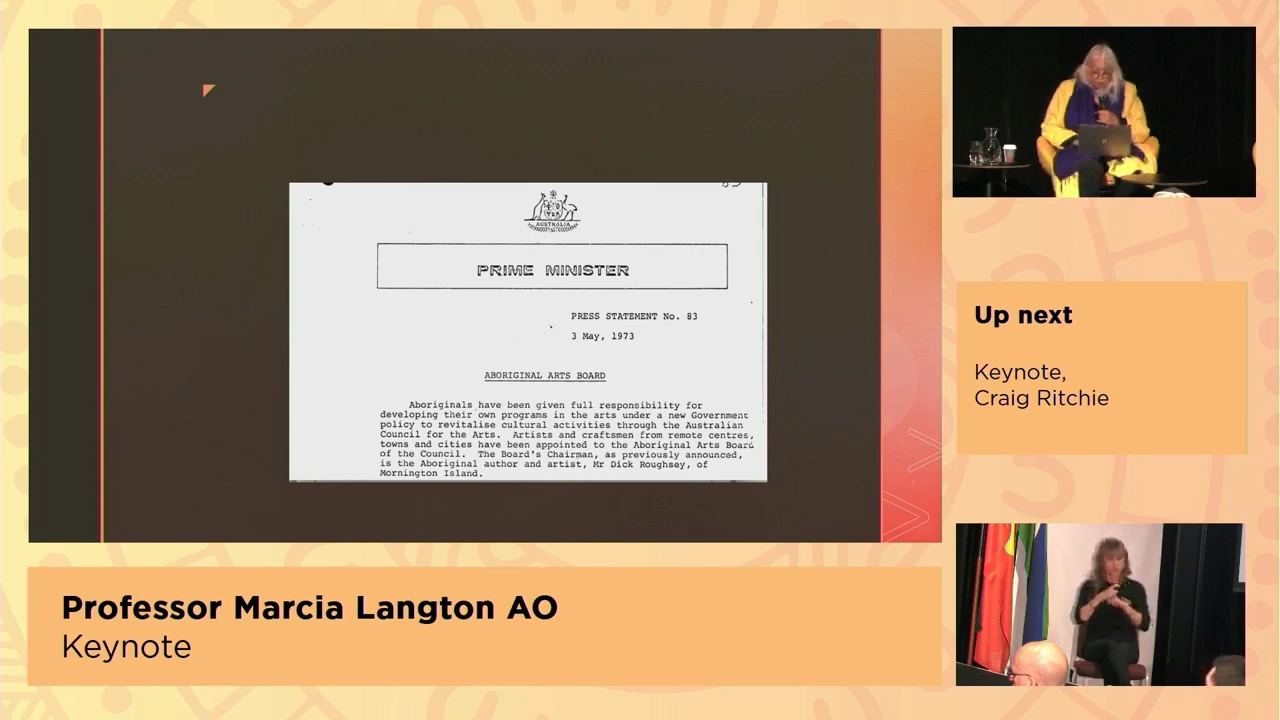 AUSTRALIA
PRIME MINISTER
PRESS STATEMENT No. 83
3 May, 1973
ABORIGINAL ARTS BOARD
Aboriginals have been given full responsibility for
developing their own programs in the arts under a new Government
policy to revitalise cultural activities through the Australian
Council for the Arts. Artists and craftsmen from remote centres,
towns and cities have been appointed to the Aboriginal Arts Board
of the Council. The Board's Chairman, as previously announced,
is the Aboriginal author and artist, Mr Dick Roughsey, of
Mornington Island.
Up next
Keynote,
Craig Ritchie
Professor Marcia Langton AO
Keynote